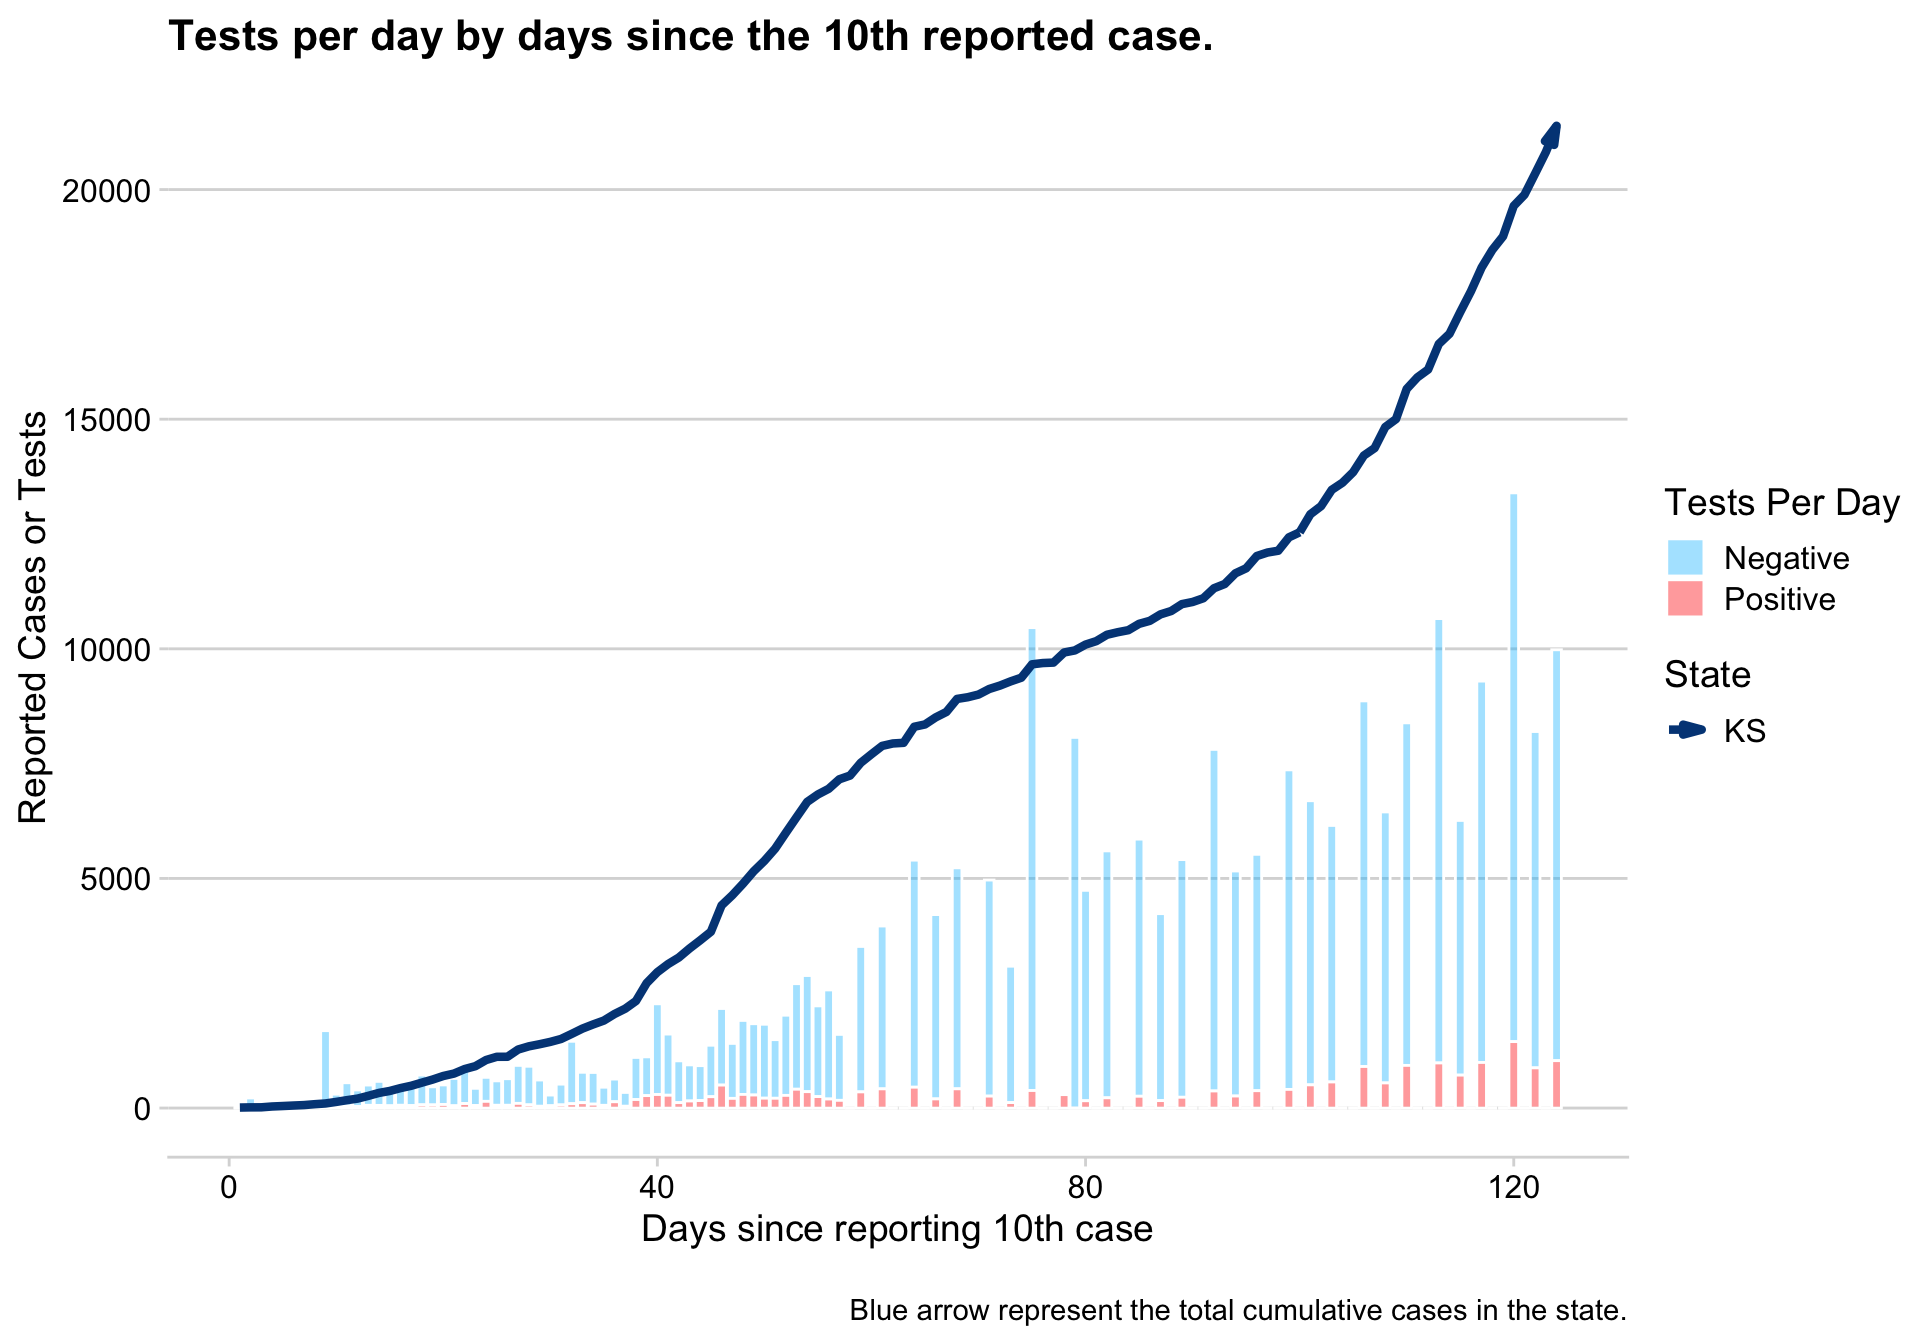 Tests per day by days since the 10th reported case.
Reported Cases or Tests
20000
15000
10000
5000
0
0
40
80
120
Days since reporting 10th case
Tests Per Day
Negative
Positive
State
KS
Blue arrow represent the total cumulative cases in the state.